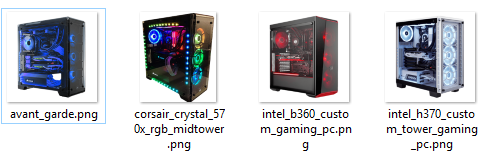 avant_garde.png
corsair_crystal_57
0x_rgb_midtower
.png
intel_b360_custo
m_gaming_pc.pn
g
intel_h370_custo
m_tower_gaming
_pc.png